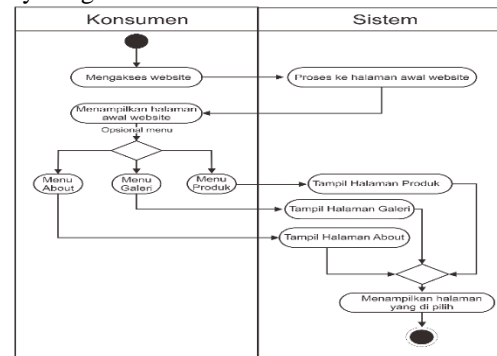 Konsumen
Sistem
Mengakses website
Proses ke halaman awal website
Menampilkan halaman
awal website
Opsional menu
Menu
About
Menu
Galeri
Menu
Produk
Tampil Halaman Produk
Tampil Halaman Galeri
Tampil Halaman About
Menampilkan halaman
yang di pilih